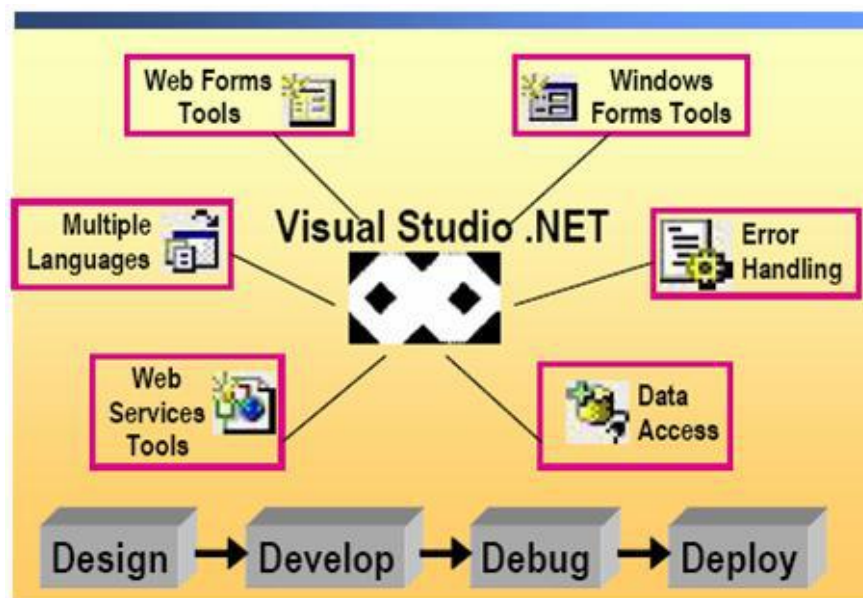 Web Forms
Tools
Windows
Forms Tools
Multiple
Languages
Visual Studio .NET
Error
Handling
Web
Services
Tools
Data
Access
Design
Develop
Debug
Deploy